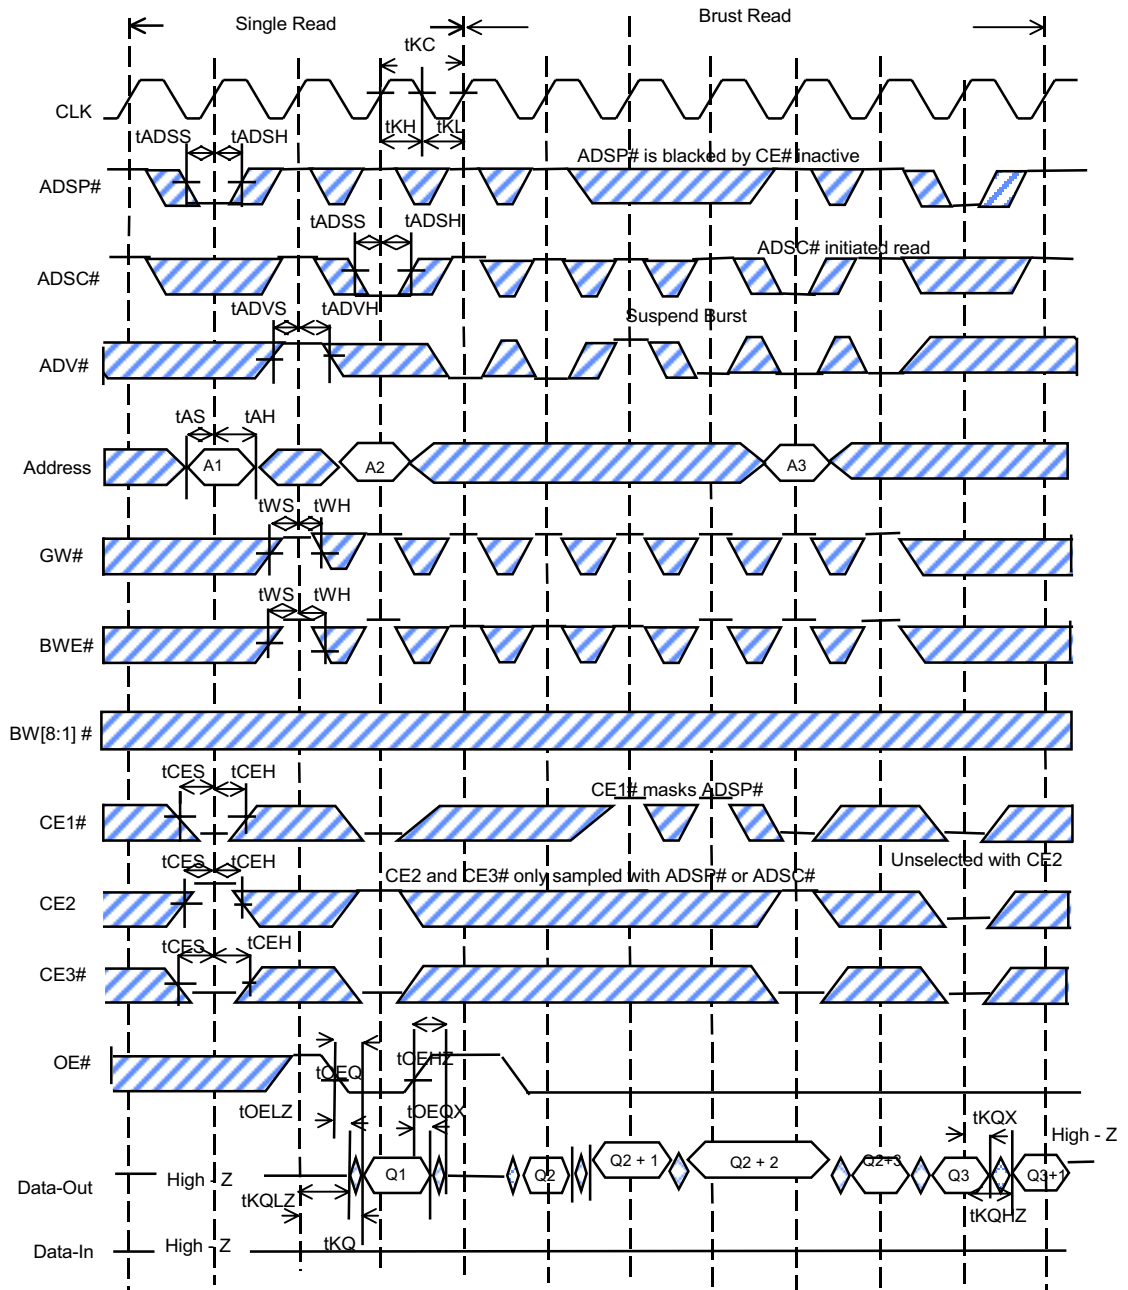 Single Read
Brust Read
tKC
CLK
tKH
tKL
tADSS
tADSH
ADSP# is blacked by CE# inactive
ADSP#
tADSS
tADSH
ADSC# initiated read
ADSC#
tADVS
tADVH
Suspend Burst
ADV#
tAS
tAH
Address
A1
A2
A3
tWS
tWH
GW#
tWS
tWH
BWE#
BW[8:1] #
tCES
tCEH
CE1# masks ADSP#
CE1#
tCES
tCEH
Unselected with CE2
CE2 and CE3# only sampled with ADSP# or ADSC#
CE2
tCES
tCEH
CE3#
OE#
tOEQ
tOEHZ
tOELZ
tOEQX
tKQX
High - Z
Data-Out
High - Z
Q1
Q2
Q2 + 1
Q2 + 2
Q2+3
Q3
Q3+1
tKQLZ
tKQHZ
tKQ
Data-In
High - Z